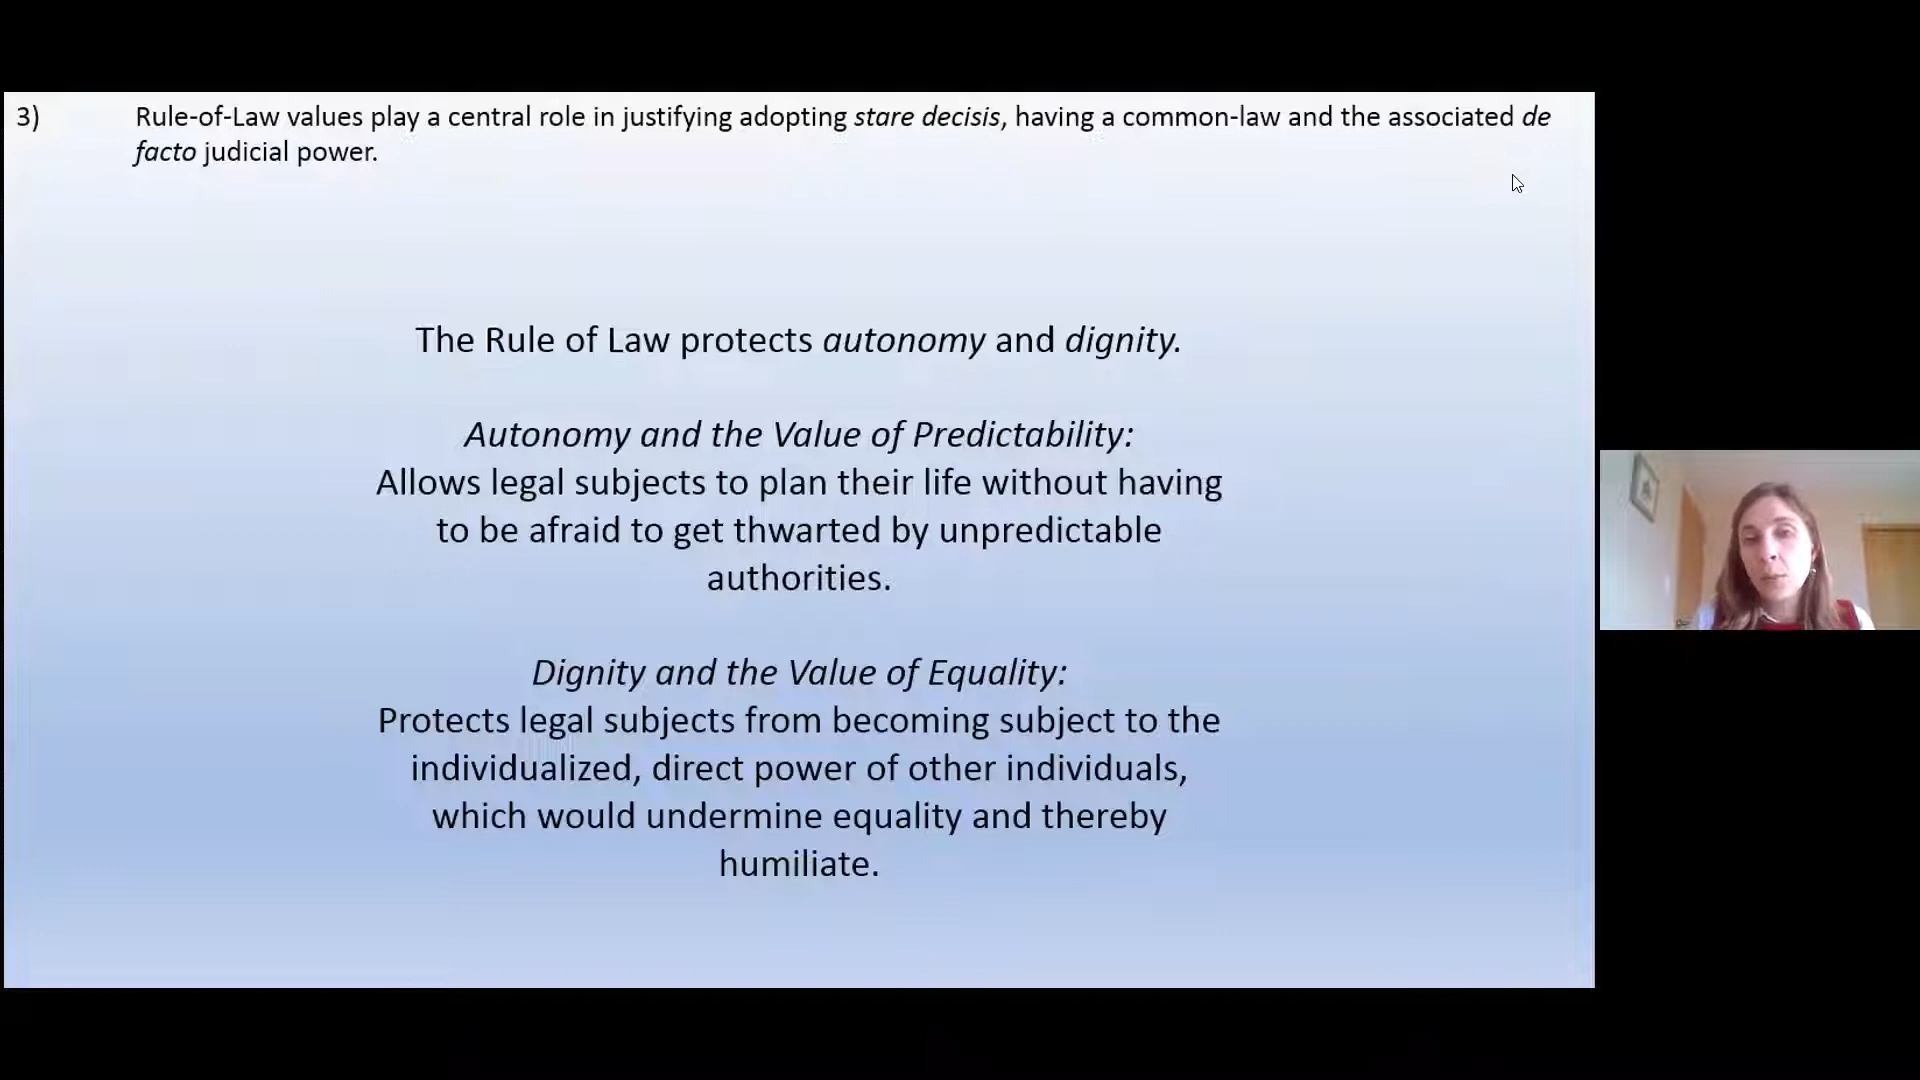 3) Rule-of-Law values play a central role in justifying adopting stare decisis, having a common-law and the associated de
facto judicial power.
The Rule of Law protects autonomy and dignity.
Autonomy and the Value of Predictability:
Allows legal subjects to plan their life without having
to be afraid to get thwarted by unpredictable
authorities.
Dignity and the Value of Equality:
Protects legal subjects from becoming subject to the
individualized, direct power of other individuals,
which would undermine equality and thereby
humiliate.